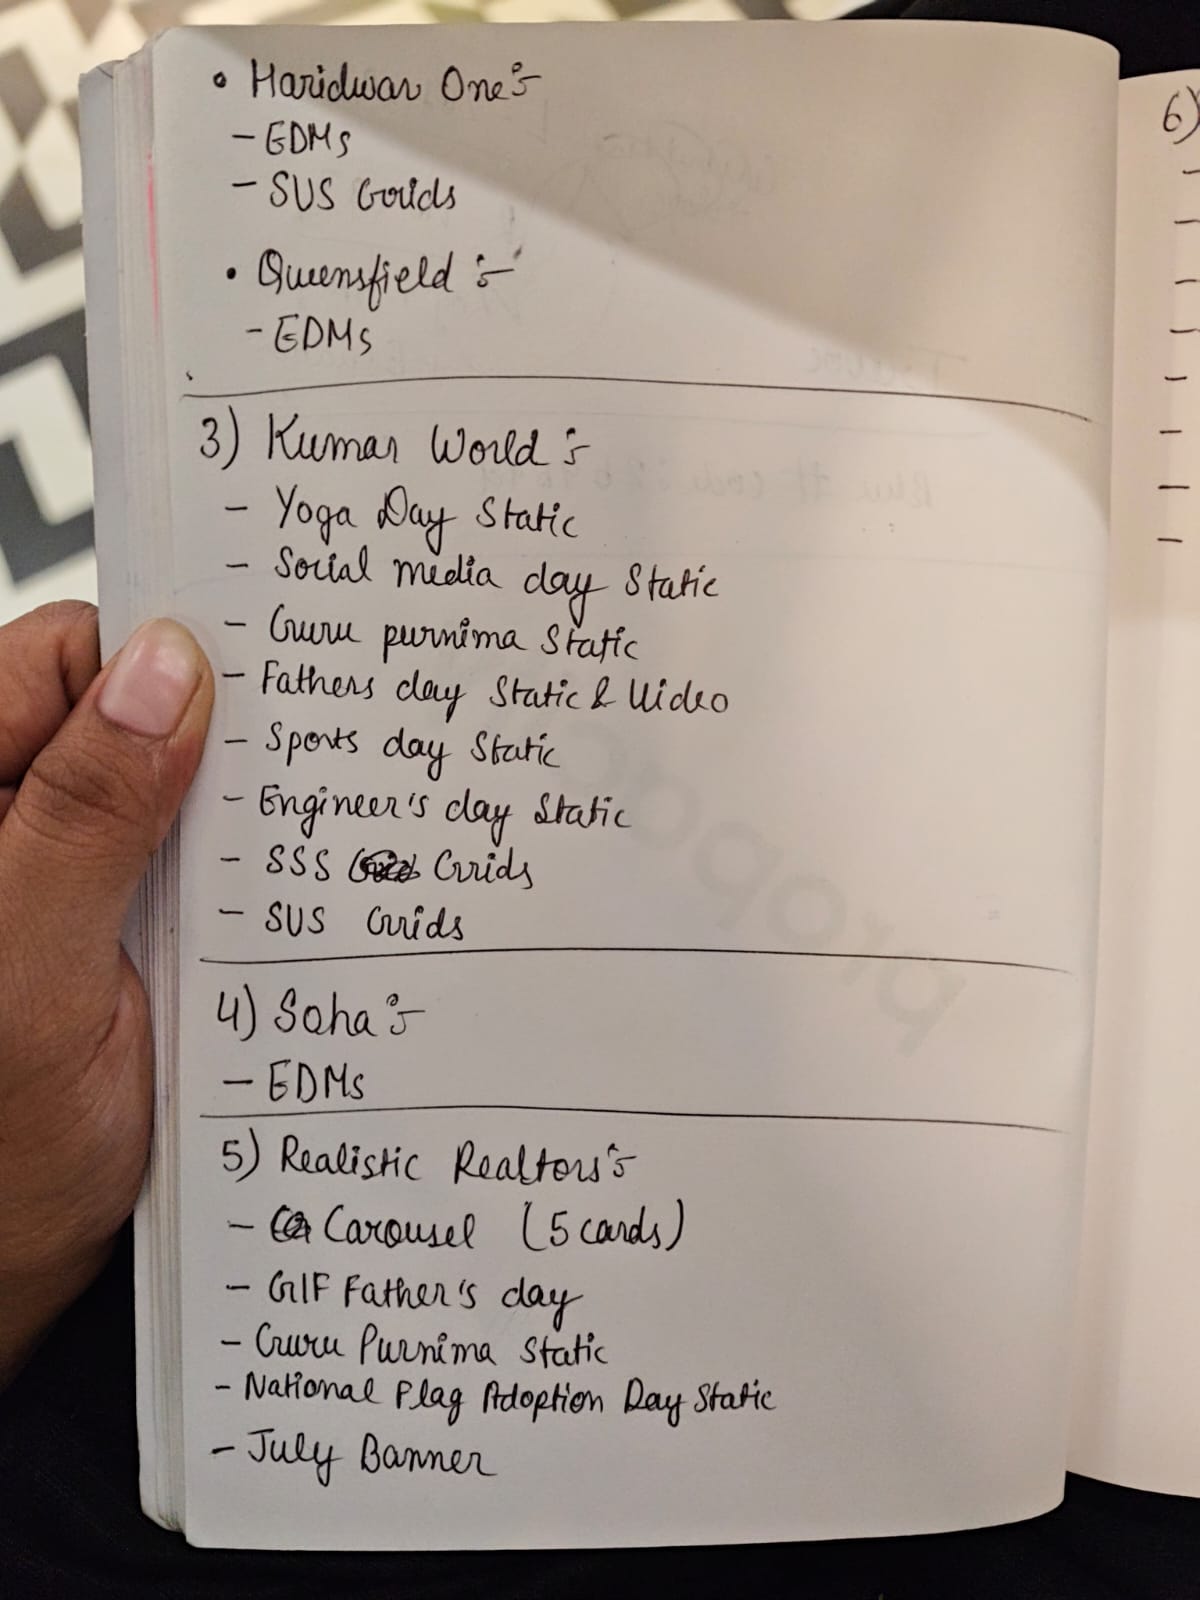 • Haridwar One :-
- EDMs
- SUS Grids
• Queensfield :-
- EDMs
3) Kumar World :-
- Yoga Day Static
- Social media day Static
- Guru purnima Static
- Fathers day Static & Video
- Sports day Static
- Engineer's day Static
- SSS Grids
- SUS Grids
4) Soha :-
- EDMs
5) Realistic Realtors :-
- Carousel (5 cards)
- GIF Father's day
- Guru Purnima Static
- National Flag Adoption Day Static
- July Banner
6)